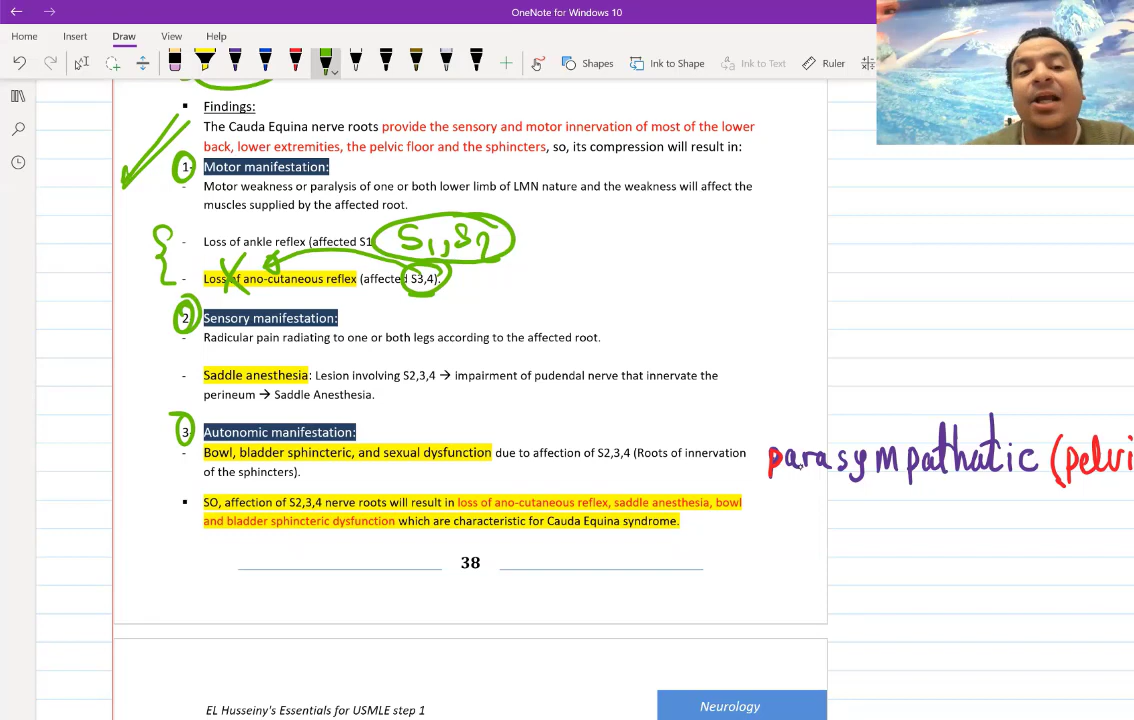 OneNote for Windows 10
Home Insert Draw View Help
Shapes Ink to Shape Ink to Text Ruler
Findings:
The Cauda Equina nerve roots provide the sensory and motor innervation of most of the lower
back, lower extremities, the pelvic floor and the sphincters, so, its compression will result in:
1- Motor manifestation:
- Motor weakness or paralysis of one or both lower limb of LMN nature and the weakness will affect the
muscles supplied by the affected root.
- Loss of ankle reflex (affected S1 S1,S2
- Loss of ano-cutaneous reflex (affected S3,4).
2- Sensory manifestation:
- Radicular pain radiating to one or both legs according to the affected root.
- Saddle anesthesia: Lesion involving S2,3,4 → impairment of pudendal nerve that innervate the
perineum → Saddle Anesthesia.
3- Autonomic manifestation:
- Bowl, bladder sphincteric, and sexual dysfunction due to affection of S2,3,4 (Roots of innervation
of the sphincters).
parasympathatic (pelvi
SO, affection of S2,3,4 nerve roots will result in loss of ano-cutaneous reflex, saddle anesthesia, bowl
and bladder sphincteric dysfunction which are characteristic for Cauda Equina syndrome.
38
EL Husseiny's Essentials for USMLE step 1
Neurology